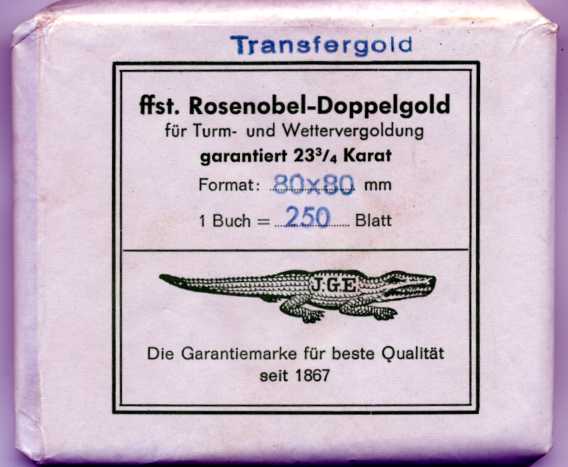 Transfergold
ffst. Rosenobel-Doppelgold
für Turm- und Wettervergoldung
garantiert 23³/₄ Karat
Format: 80x80 mm
1 Buch = 250 Blatt
J.G.E.
Die Garantiemarke für beste Qualität
seit 1867